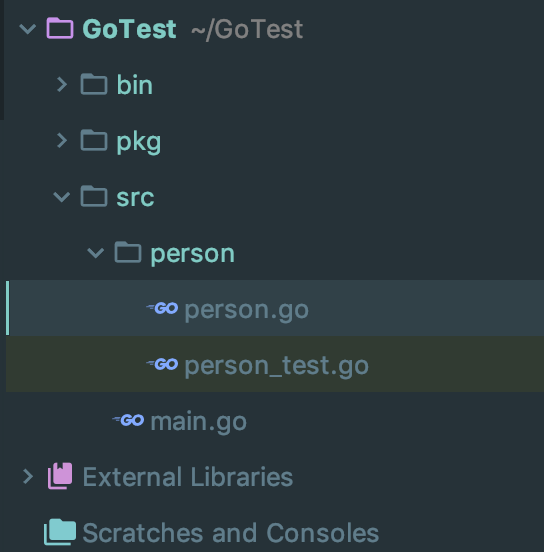 GoTest ~/GoTest
bin
pkg
src
person
GO person.go
GO person_test.go
GO main.go
External Libraries
Scratches and Consoles